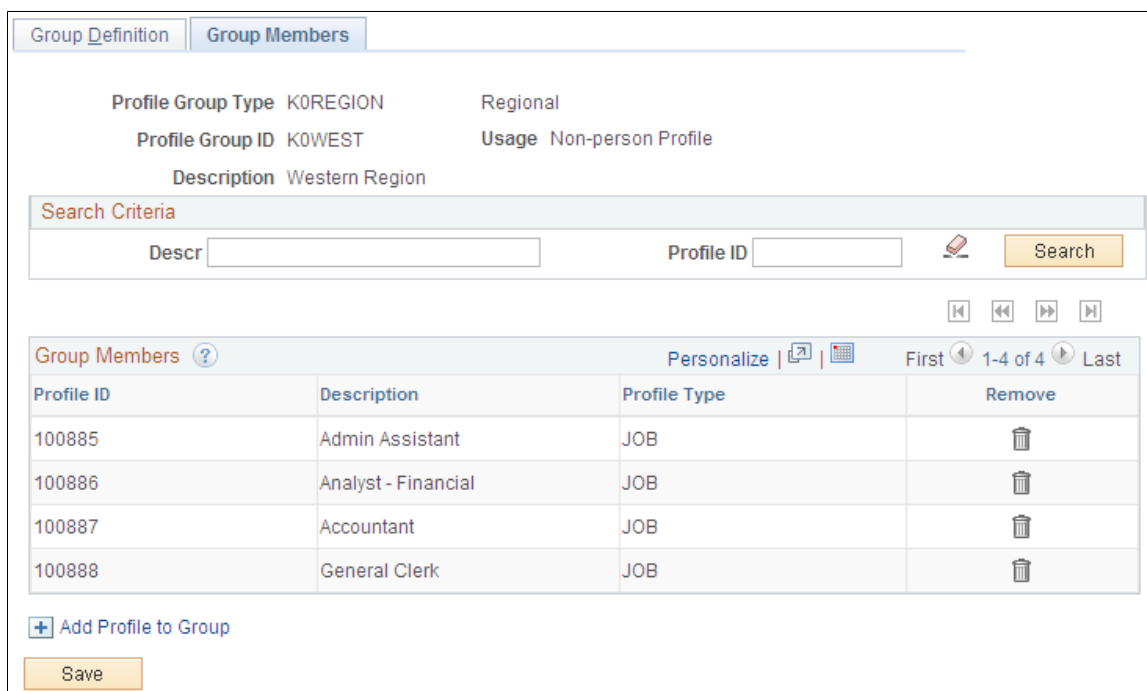 Group Definition Group Members
Profile Group Type K0REGION Regional
Profile Group ID K0WEST Usage Non-person Profile
Description Western Region
Search Criteria
Descr Profile ID Search
Group Members ? Personalize | | First 1-4 of 4 Last
Profile ID Description Profile Type Remove
100885 Admin Assistant JOB
100886 Analyst - Financial JOB
100887 Accountant JOB
100888 General Clerk JOB
+ Add Profile to Group
Save